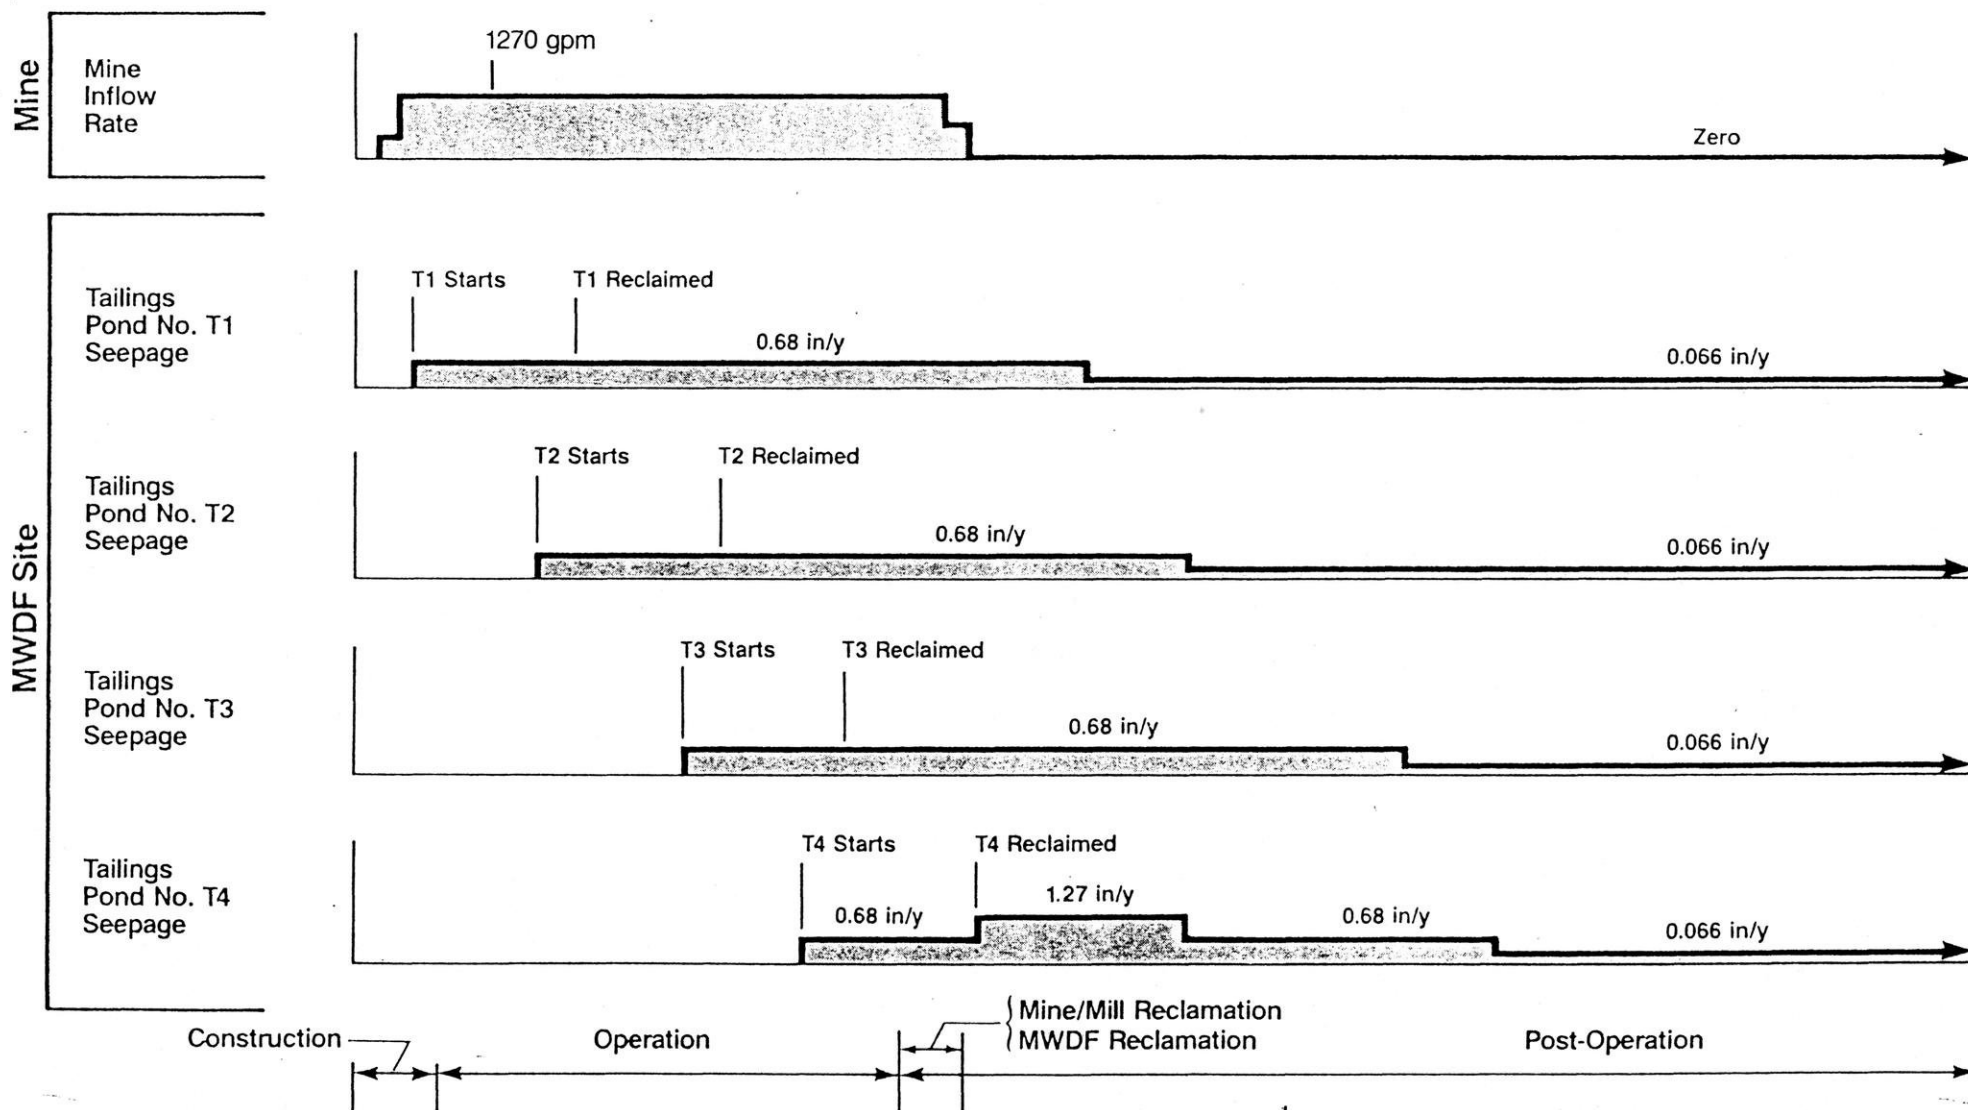 Mine
Mine
Inflow
Rate
1270 gpm
Zero
MWDF Site
Tailings
Pond No. T1
Seepage
T1 Starts
T1 Reclaimed
0.68 in/y
0.066 in/y
Tailings
Pond No. T2
Seepage
T2 Starts
T2 Reclaimed
0.68 in/y
0.066 in/y
Tailings
Pond No. T3
Seepage
T3 Starts
T3 Reclaimed
0.68 in/y
0.066 in/y
Tailings
Pond No. T4
Seepage
T4 Starts
T4 Reclaimed
0.68 in/y
1.27 in/y
0.68 in/y
0.066 in/y
Construction
Operation
Mine/Mill Reclamation
MWDF Reclamation
Post-Operation